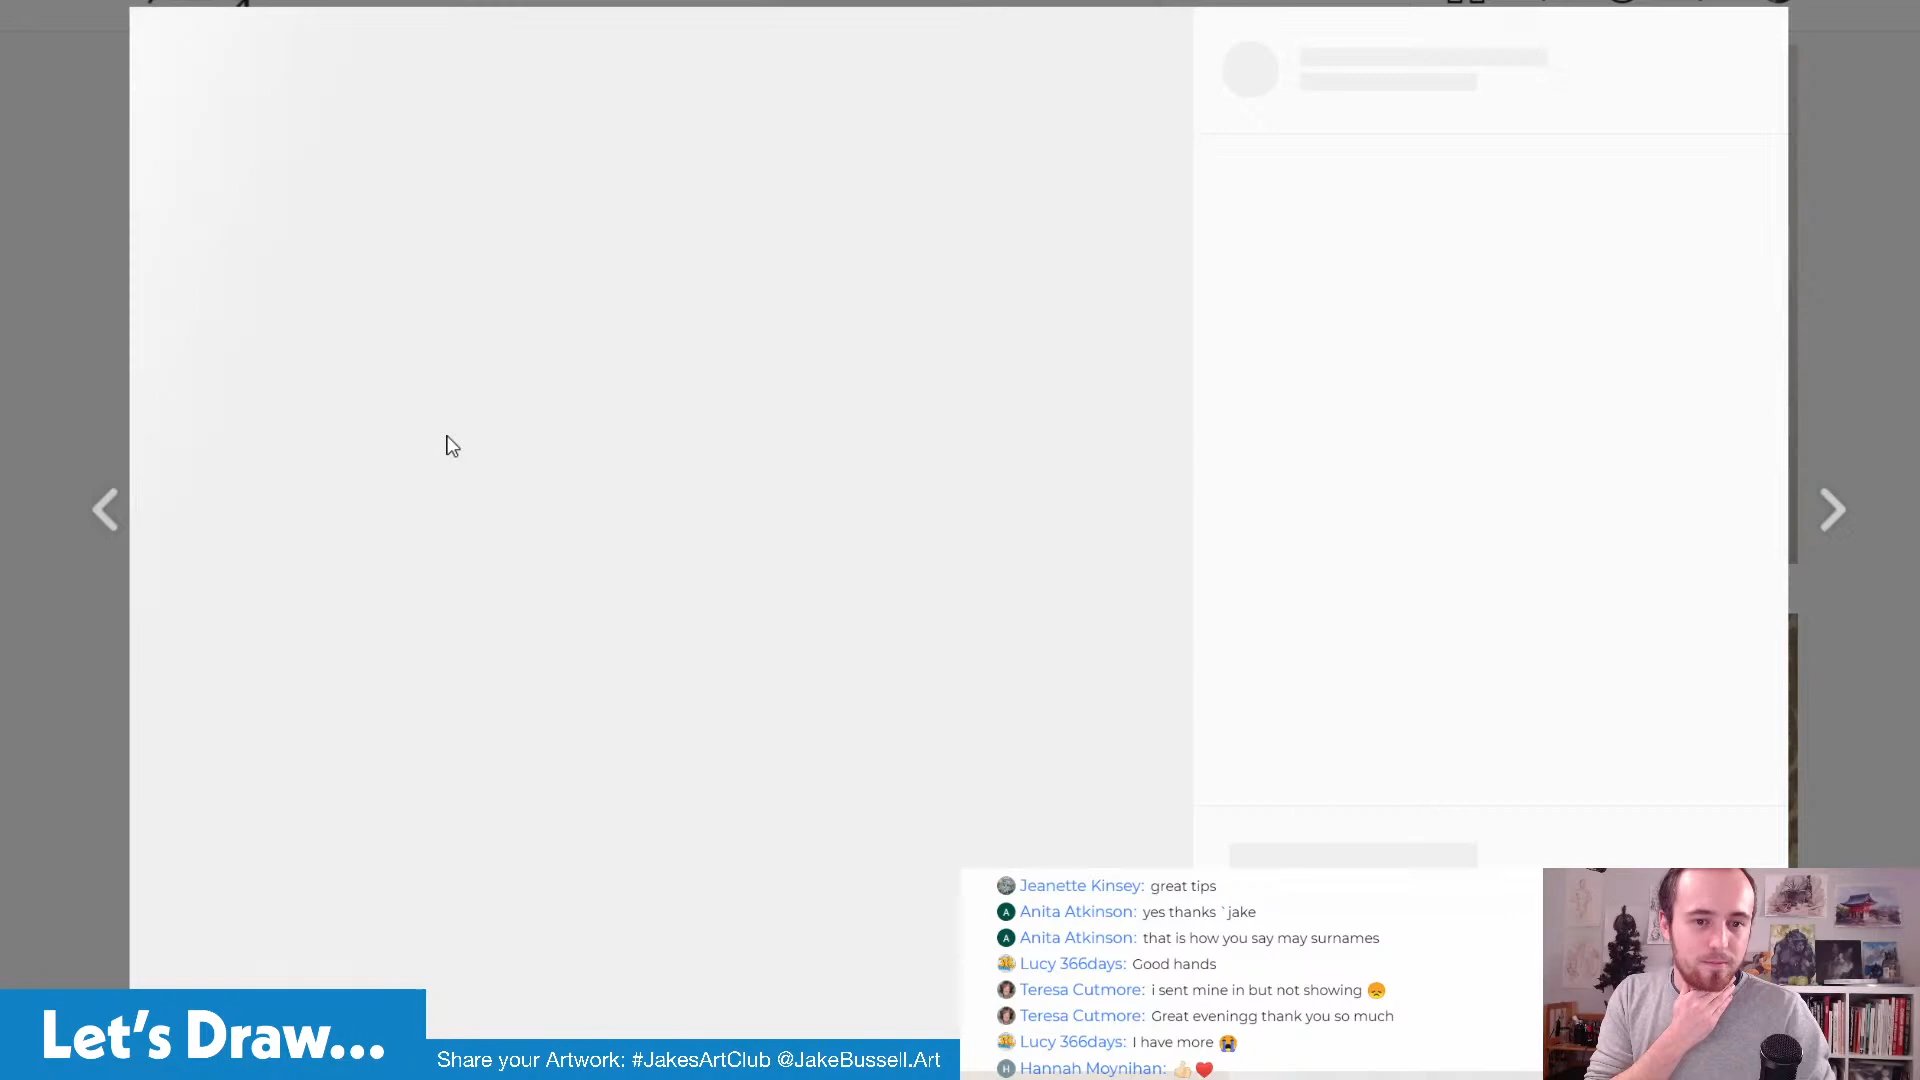 Jeanette Kinsey: great tips
Anita Atkinson: yes thanks `jake
Anita Atkinson: that is how you say may surnames
Lucy 366days: Good hands
Teresa Cutmore: i sent mine in but not showing 😞
Teresa Cutmore: Great eveningg thank you so much
Lucy 366days: I have more 😭
Hannah Moynihan: 👍🏻❤️
Let's Draw...
Share your Artwork: #JakesArtClub @JakeBussell.Art